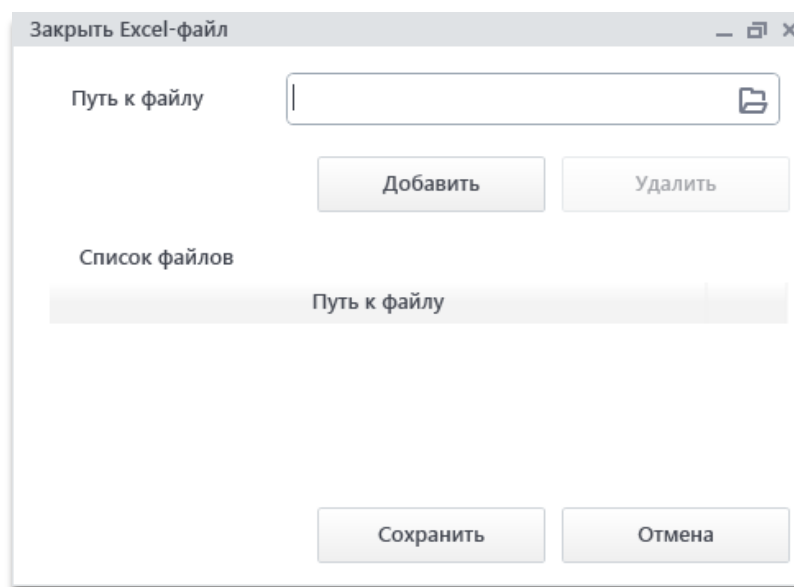 Закрыть Excel-файл
Путь к файлу
Добавить Удалить
Список файлов
Путь к файлу
Сохранить Отмена